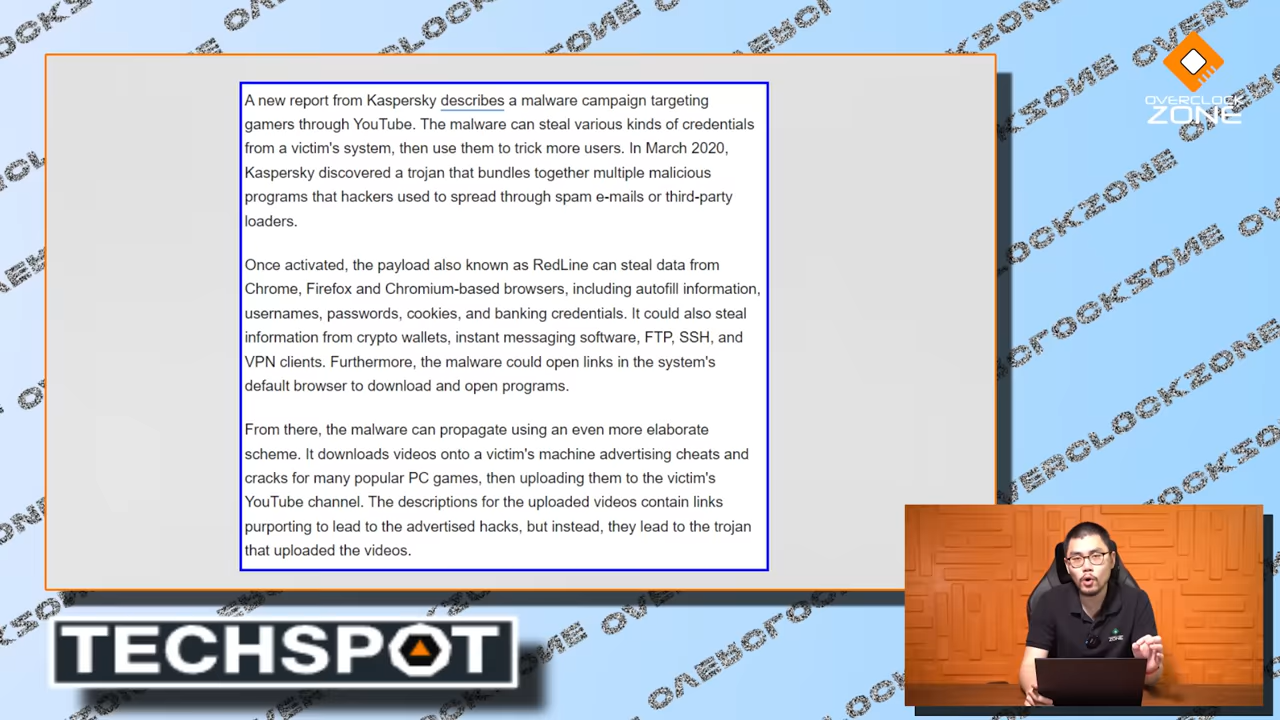 A new report from Kaspersky describes a malware campaign targeting
gamers through YouTube. The malware can steal various kinds of credentials
from a victim's system, then use them to trick more users. In March 2020,
Kaspersky discovered a trojan that bundles together multiple malicious
programs that hackers used to spread through spam e-mails or third-party
loaders.
Once activated, the payload also known as RedLine can steal data from
Chrome, Firefox and Chromium-based browsers, including autofill information,
usernames, passwords, cookies, and banking credentials. It could also steal
information from crypto wallets, instant messaging software, FTP, SSH, and
VPN clients. Furthermore, the malware could open links in the system's
default browser to download and open programs.
From there, the malware can propagate using an even more elaborate
scheme. It downloads videos onto a victim's machine advertising cheats and
cracks for many popular PC games, then uploading them to the victim's
YouTube channel. The descriptions for the uploaded videos contain links
purporting to lead to the advertised hacks, but instead, they lead to the trojan
that uploaded the videos.
OVERCLOCK
ZONE
TECHSPOT
ZONE
OVERCLOCKZONE